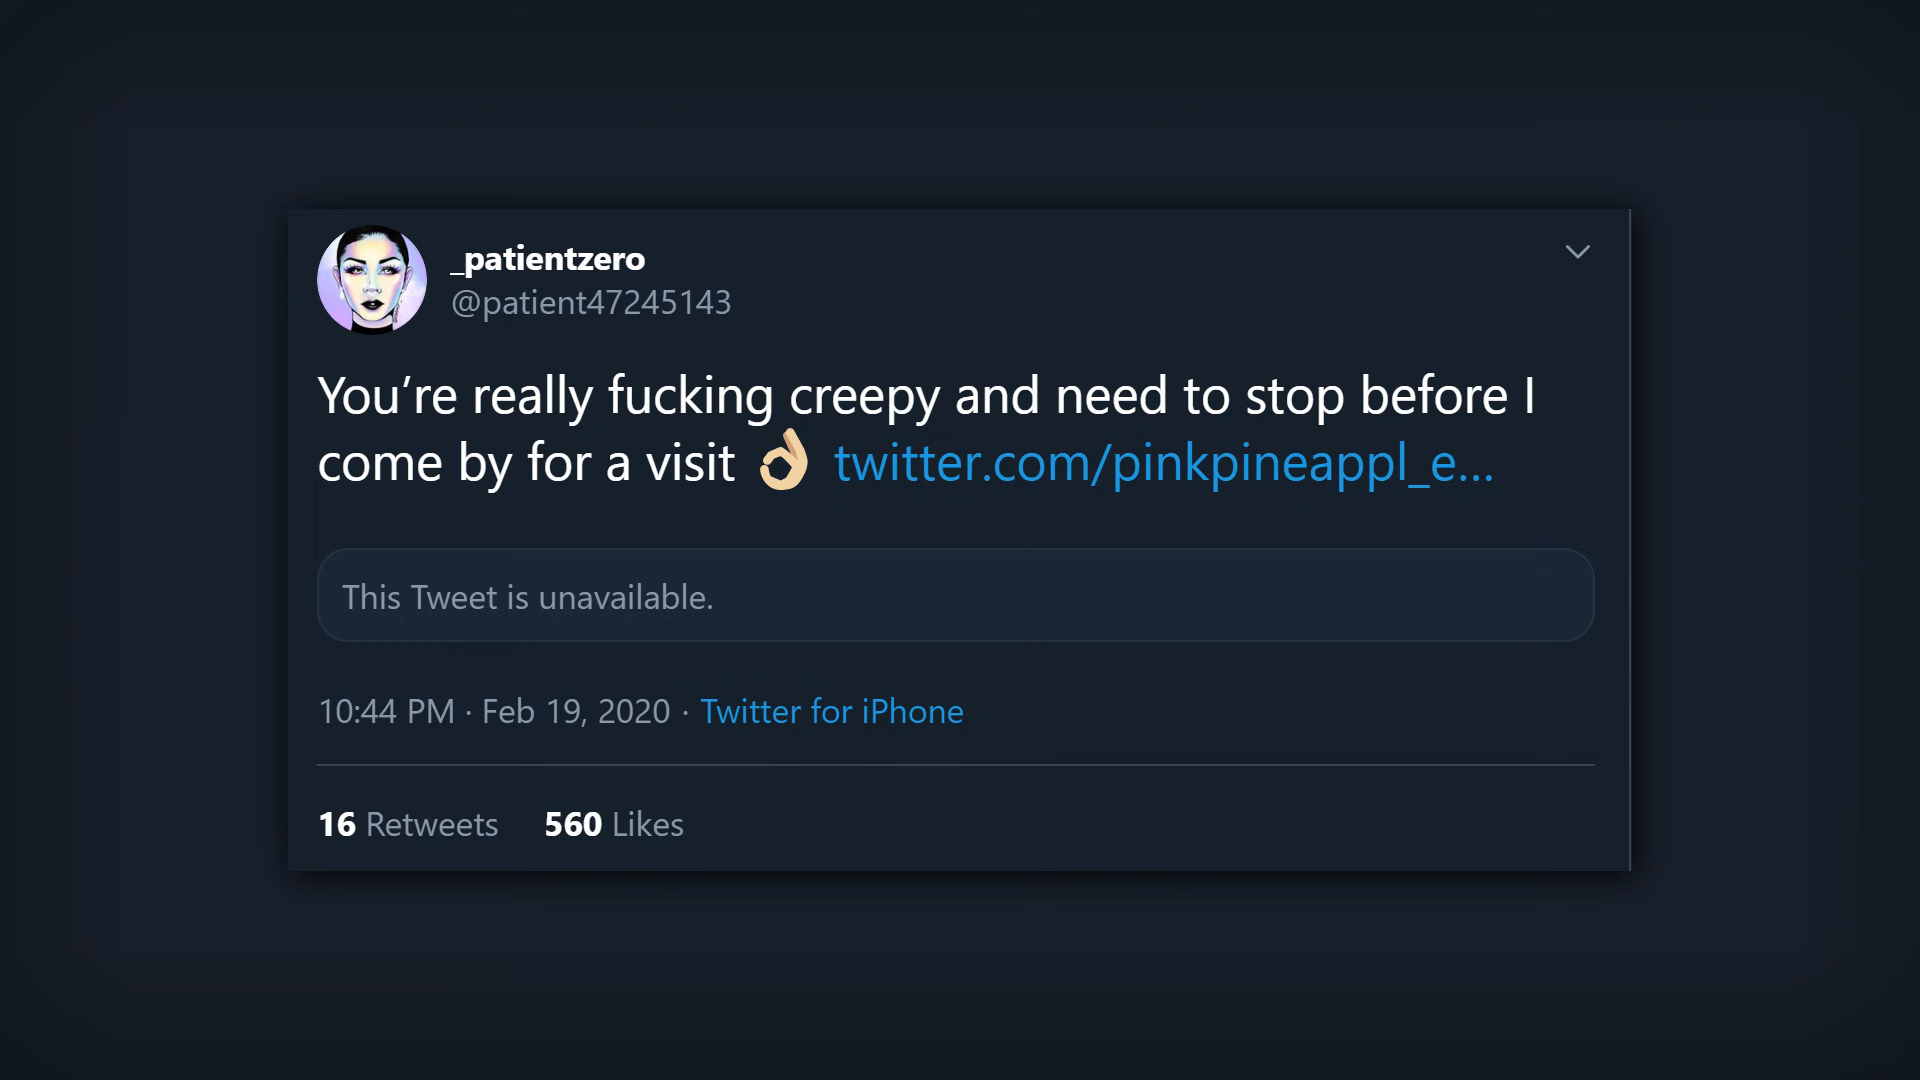 _patientzero
@patient47245143
You’re really fucking creepy and need to stop before I
come by for a visit 👌🏼 twitter.com/pinkpineappl_e…
This Tweet is unavailable.
10:44 PM · Feb 19, 2020 · Twitter for iPhone
16 Retweets 560 Likes